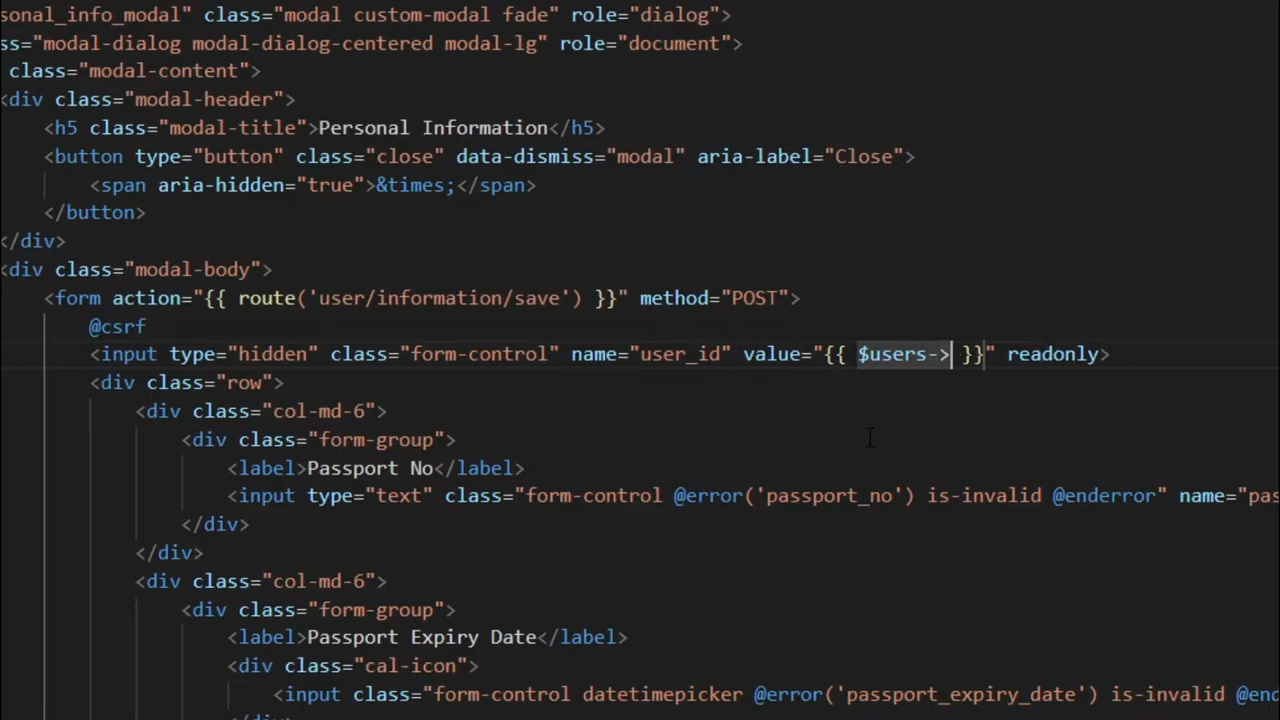 sonal_info_modal" class="modal custom-modal fade" role="dialog">
ss="modal-dialog modal-dialog-centered modal-lg" role="document">
class="modal-content">
<div class="modal-header">
<h5 class="modal-title">Personal Information</h5>
<button type="button" class="close" data-dismiss="modal" aria-label="Close">
<span aria-hidden="true">&times;</span>
</button>
</div>
<div class="modal-body">
<form action="{{ route('user/information/save') }}" method="POST">
@csrf
<input type="hidden" class="form-control" name="user_id" value="{{ $users-> }}" readonly>
<div class="row">
<div class="col-md-6">
<div class="form-group">
<label>Passport No</label>
<input type="text" class="form-control @error('passport_no') is-invalid @enderror" name="pas
</div>
</div>
<div class="col-md-6">
<div class="form-group">
<label>Passport Expiry Date</label>
<div class="cal-icon">
<input class="form-control datetimepicker @error('passport_expiry_date') is-invalid @end